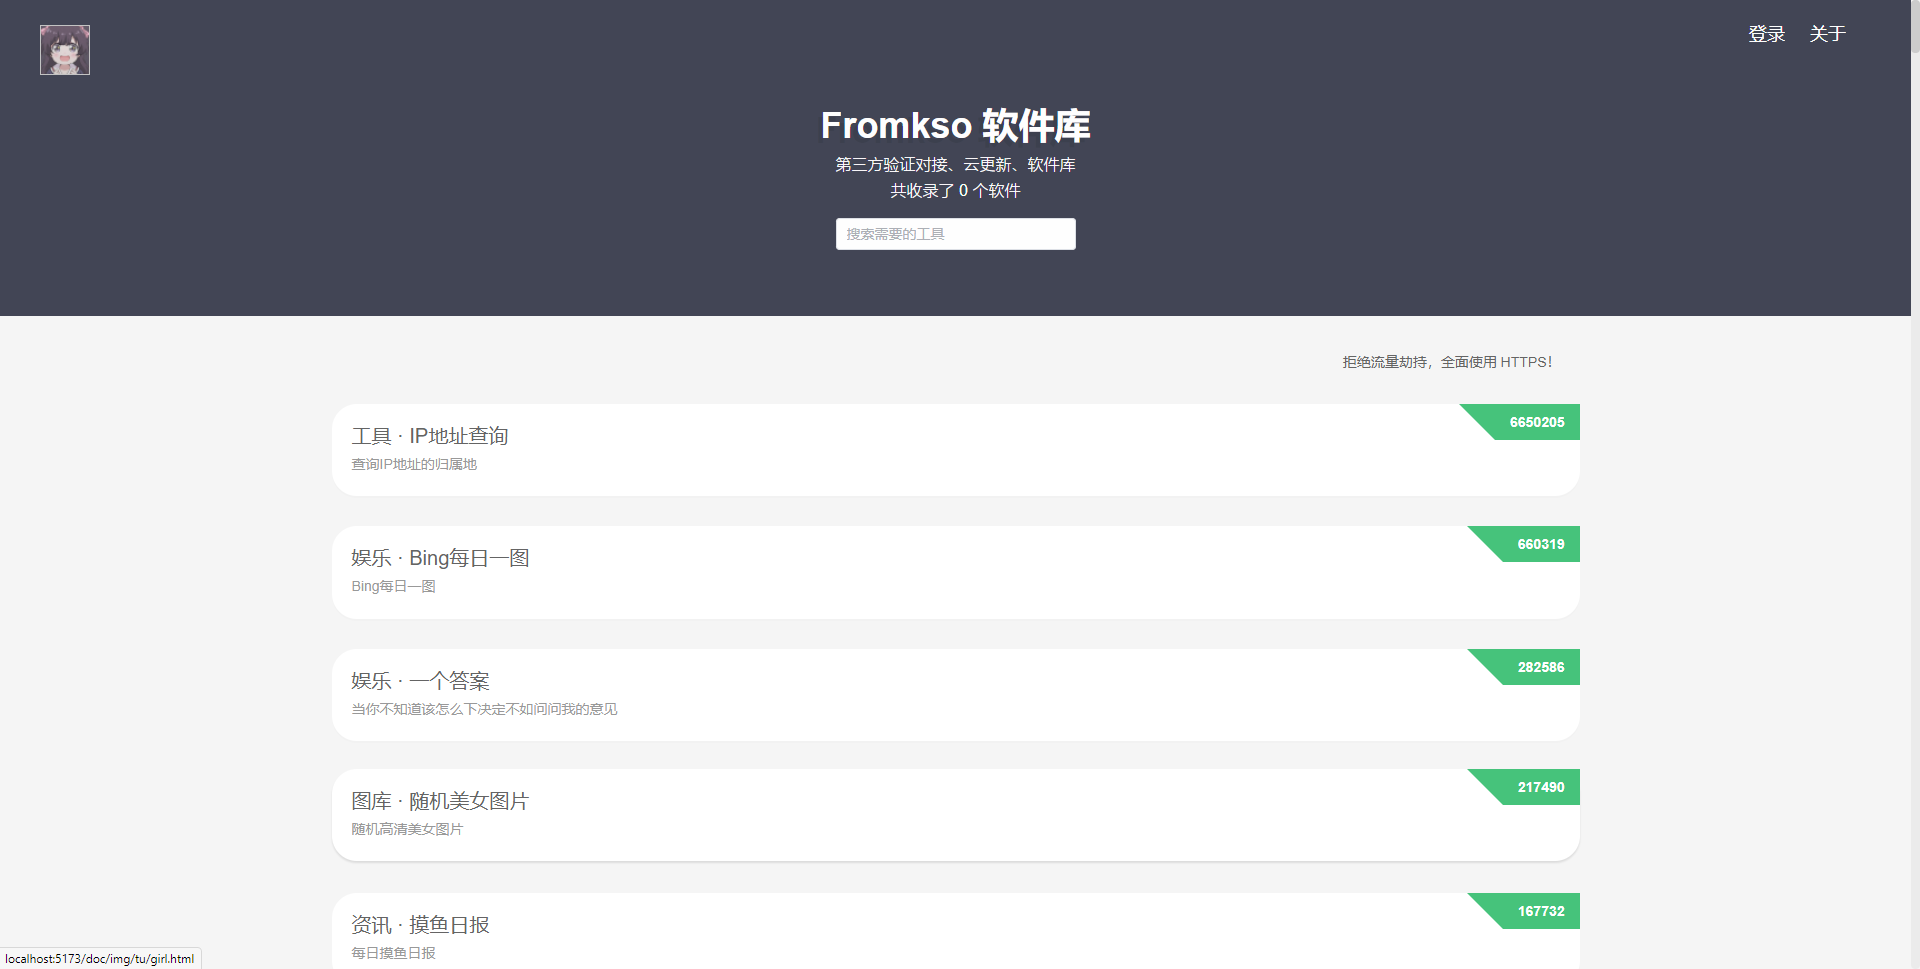 登录 关于
Fromkso 软件库
第三方验证对接、云更新、软件库
共收录了 0 个软件
搜索需要的工具
拒绝流量劫持，全面使用 HTTPS！
工具 · IP地址查询
6650205
查询IP地址的归属地
娱乐 · Bing每日一图
660319
Bing每日一图
娱乐 · 一个答案
282586
当你不知道该怎么下决定不如问问我的意见
图库 · 随机美女图片
217490
随机高清美女图片
资讯 · 摸鱼日报
167732
每日摸鱼日报
localhost:5173/doc/img/tu/girl.html